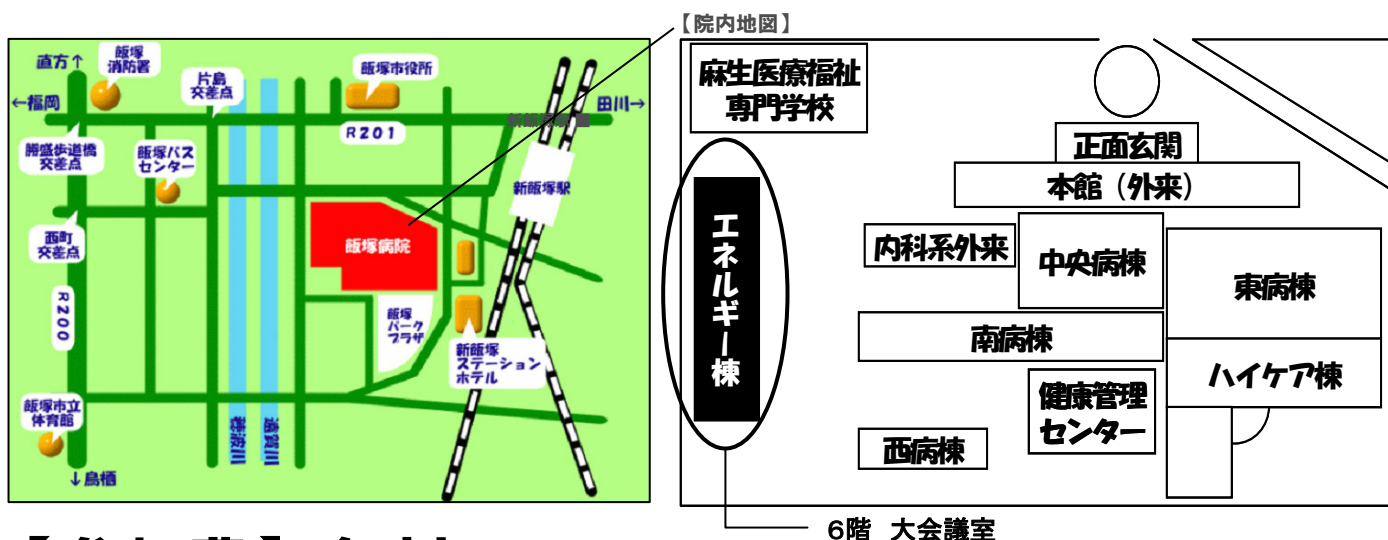 【院内地図】
直方↑
飯塚
消防署
飯塚市役所
片島
交差点
←福岡
田川→
R201
勝盛歩道橋
交差点
飯塚バス
センター
新飯塚駅
飯塚病院
西町
交差点
R200
飯塚
パーク
プラザ
新飯塚
ステーション
ホテル
飯塚市立
体育館
穂波川
遠賀川
↓鳥栖
麻生医療福祉
専門学校
正面玄関
本館（外来）
エネルギー棟
内科系外来
中央病棟
東病棟
南病棟
ハイケア棟
健康管理
センター
西病棟
6階 大会議室